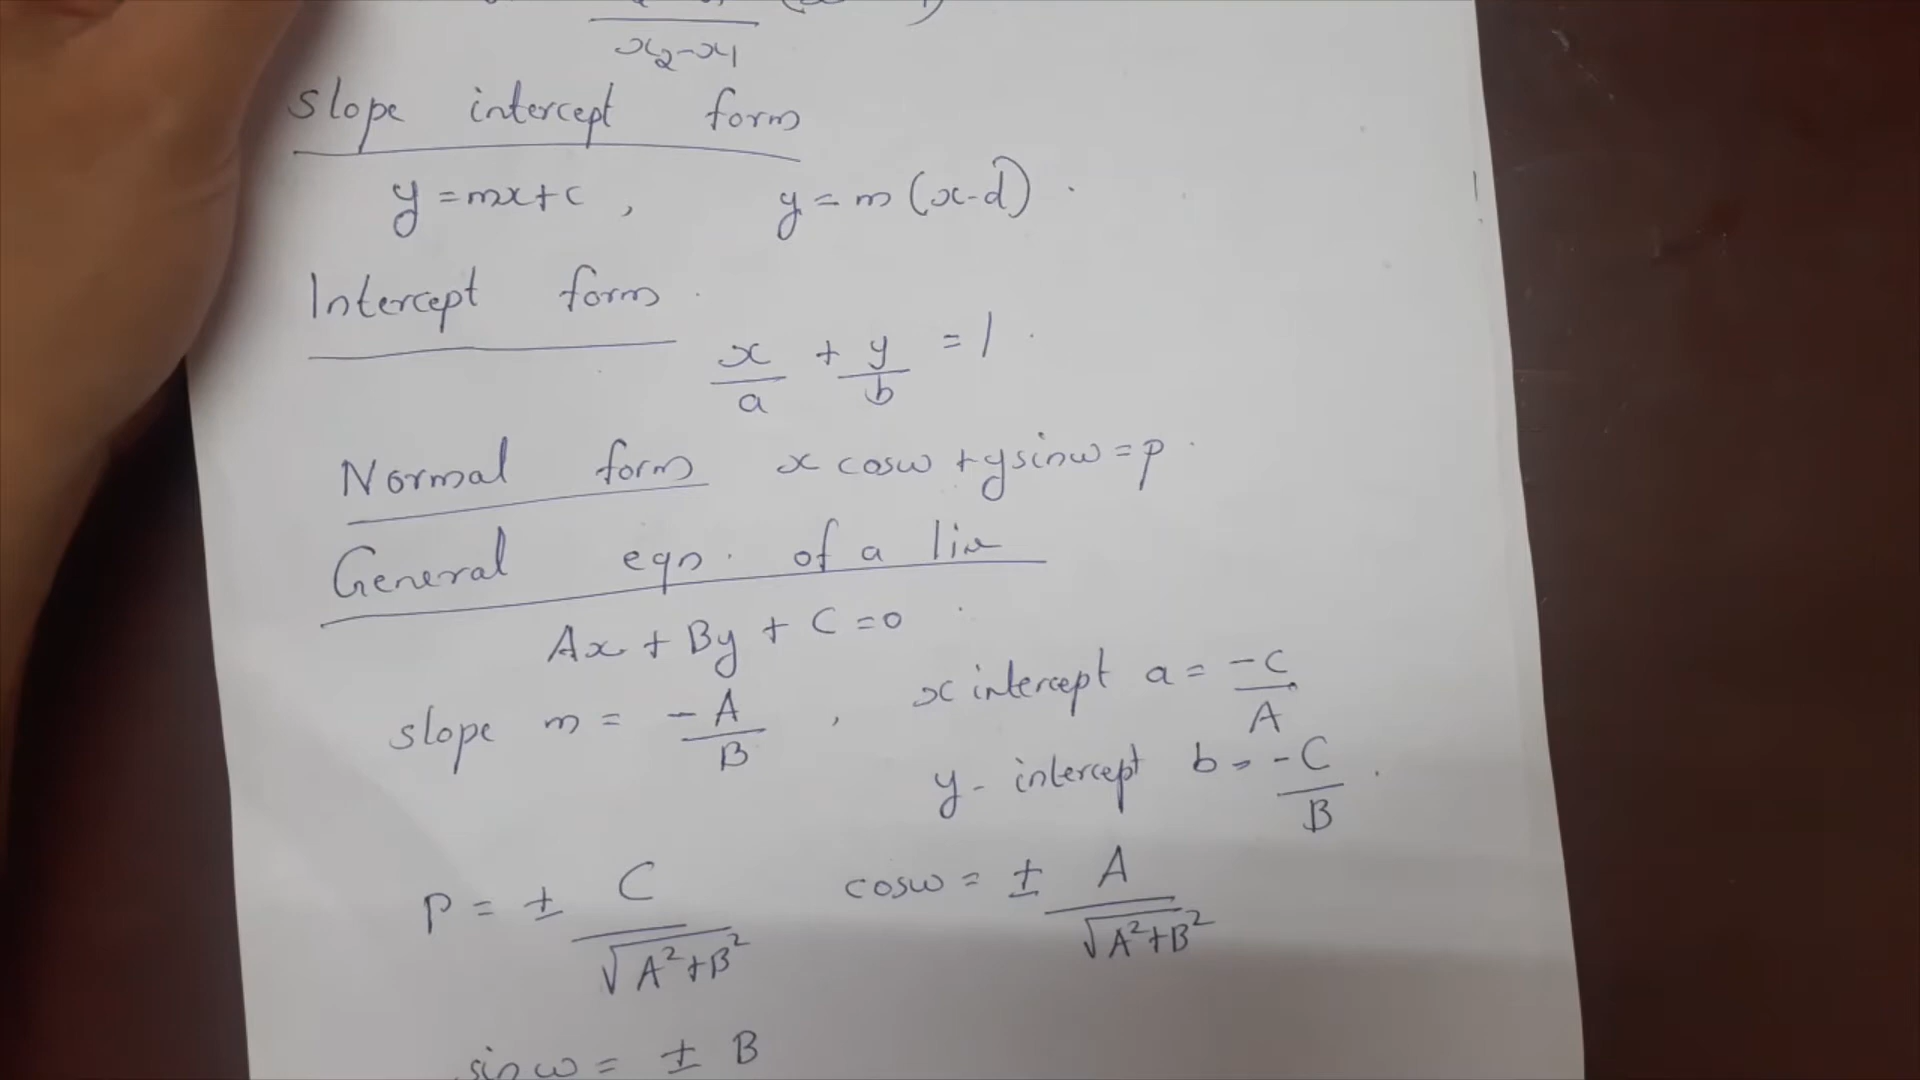 x₂-x₁
slope intercept form
y = mx+c , y = m (x-d) .
Intercept form .
x/a + y/b = 1 .
Normal form x cosω + y sinω = p .
General eqn. of a line
Ax + By + C = 0 .
slope m = -A/B , x intercept a = -C/A
y - intercept b = -C/B .
P = ± C/√A²+B² cosω = ± A/√A²+B²
sin ω = ± B